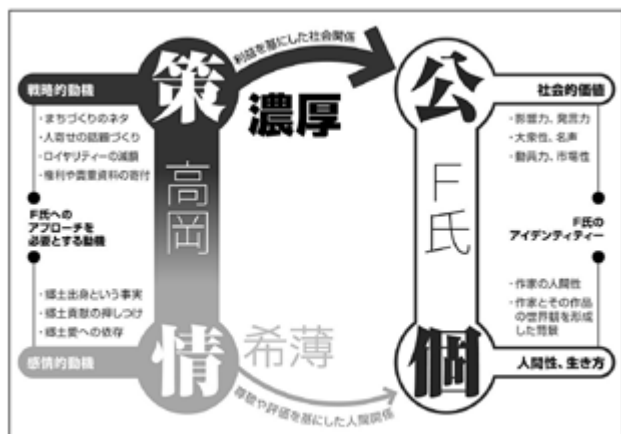 策
利益を基にした社会関係
公
戦略的動機
濃厚
社会的価値
・まちづくりのネタ
・人寄せの話題づくり
・ロイヤリティーの減額
・権利や貴重資料の寄付
・影響力、発言力
・大衆性、名声
・動員力、市場性
高岡
F氏
F氏への
アプローチを
必要とする動機
F氏の
アイデンティティー
・郷土出身という事実
・郷土貢献の押しつけ
・郷土愛への依存
・作家の人間性
・作家とその作品
の世界観を形成
した背景
感情的動機
情
希薄
個
人間性、生き方
尊敬や評価を基にした人間関係